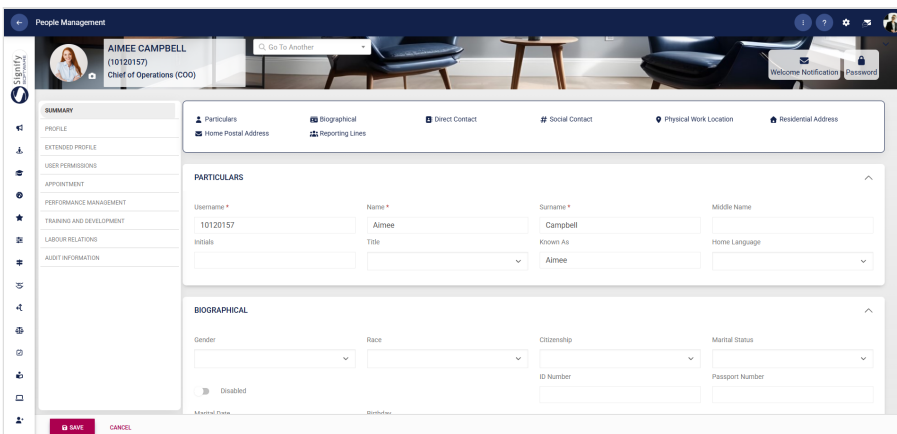 People Management
?
Signify
SOFTWARE
AIMEE CAMPBELL
(10120157)
Chief of Operations (COO)
Go To Another
Welcome Notification
Password
SUMMARY
PROFILE
EXTENDED PROFILE
USER PERMISSIONS
APPOINTMENT
PERFORMANCE MANAGEMENT
TRAINING AND DEVELOPMENT
LABOUR RELATIONS
AUDIT INFORMATION
Particulars Biographical Direct Contact # Social Contact Physical Work Location Residential Address
Home Postal Address Reporting Lines
PARTICULARS
Username * Name * Surname * Middle Name
10120157 Aimee Campbell
Initials Title Known As Home Language
Aimee
BIOGRAPHICAL
Gender Race Citizenship Marital Status
ID Number Passport Number
Disabled
Marital Date Birthday
SAVE CANCEL